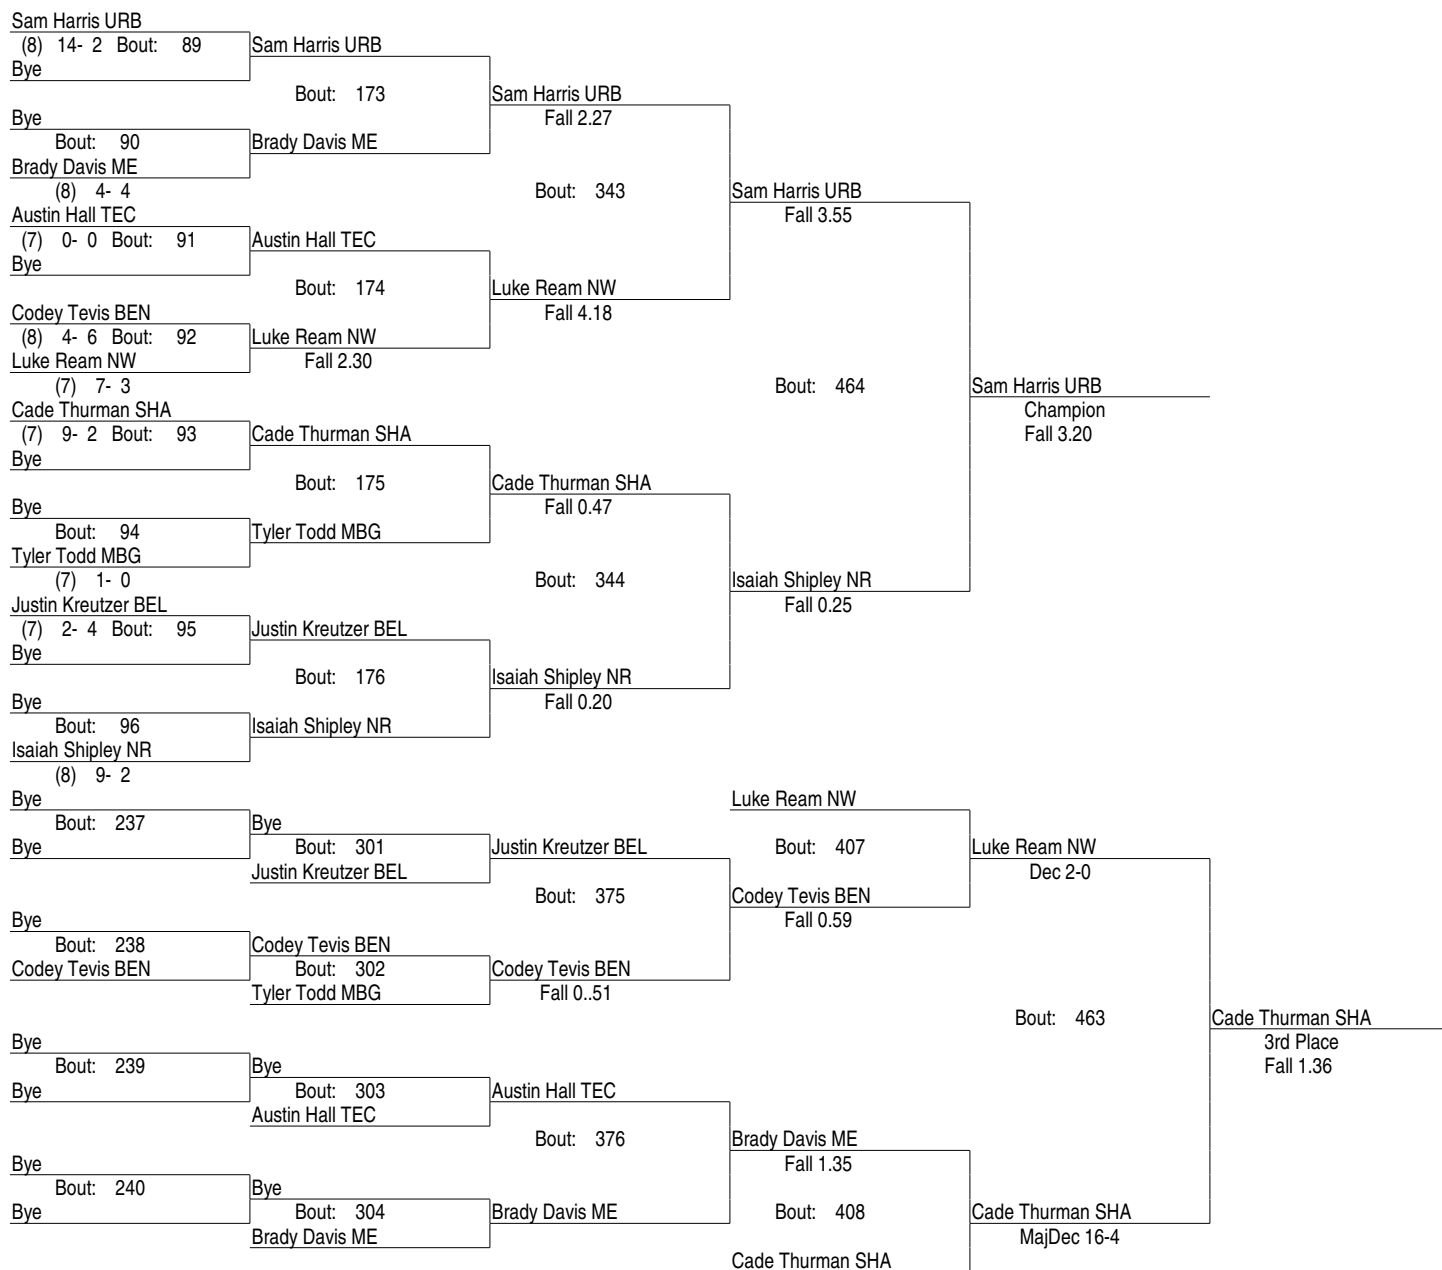 Sam Harris URB
(8) 14- 2 Bout: 89 Sam Harris URB
Bye
Bout: 173 Sam Harris URB
Bye Fall 2.27
Bout: 90 Brady Davis ME
Brady Davis ME
(8) 4- 4 Bout: 343 Sam Harris URB
Austin Hall TEC Fall 3.55
(7) 0- 0 Bout: 91 Austin Hall TEC
Bye
Bout: 174 Luke Ream NW
Codey Tevis BEN Fall 4.18
(8) 4- 6 Bout: 92 Luke Ream NW
Luke Ream NW Fall 2.30
(7) 7- 3 Bout: 464 Sam Harris URB
Cade Thurman SHA Champion
(7) 9- 2 Bout: 93 Cade Thurman SHA Fall 3.20
Bye
Bout: 175 Cade Thurman SHA
Bye Fall 0.47
Bout: 94 Tyler Todd MBG
Tyler Todd MBG
(7) 1- 0 Bout: 344 Isaiah Shipley NR
Justin Kreutzer BEL Fall 0.25
(7) 2- 4 Bout: 95 Justin Kreutzer BEL
Bye
Bout: 176 Isaiah Shipley NR
Bye Fall 0.20
Bout: 96 Isaiah Shipley NR
Isaiah Shipley NR
(8) 9- 2
Bye Luke Ream NW
Bout: 237 Bye
Bye Bout: 301 Justin Kreutzer BEL Bout: 407 Luke Ream NW
Justin Kreutzer BEL Dec 2-0
Bout: 375 Codey Tevis BEN
Bye Fall 0.59
Bout: 238 Codey Tevis BEN
Codey Tevis BEN Bout: 302 Codey Tevis BEN
Tyler Todd MBG Fall 0..51
Bout: 463 Cade Thurman SHA
Bye 3rd Place
Bout: 239 Bye Fall 1.36
Bye Bout: 303 Austin Hall TEC
Austin Hall TEC
Bout: 376 Brady Davis ME
Bye Fall 1.35
Bout: 240 Bye
Bye Bout: 304 Brady Davis ME Bout: 408 Cade Thurman SHA
Brady Davis ME MajDec 16-4
Cade Thurman SHA